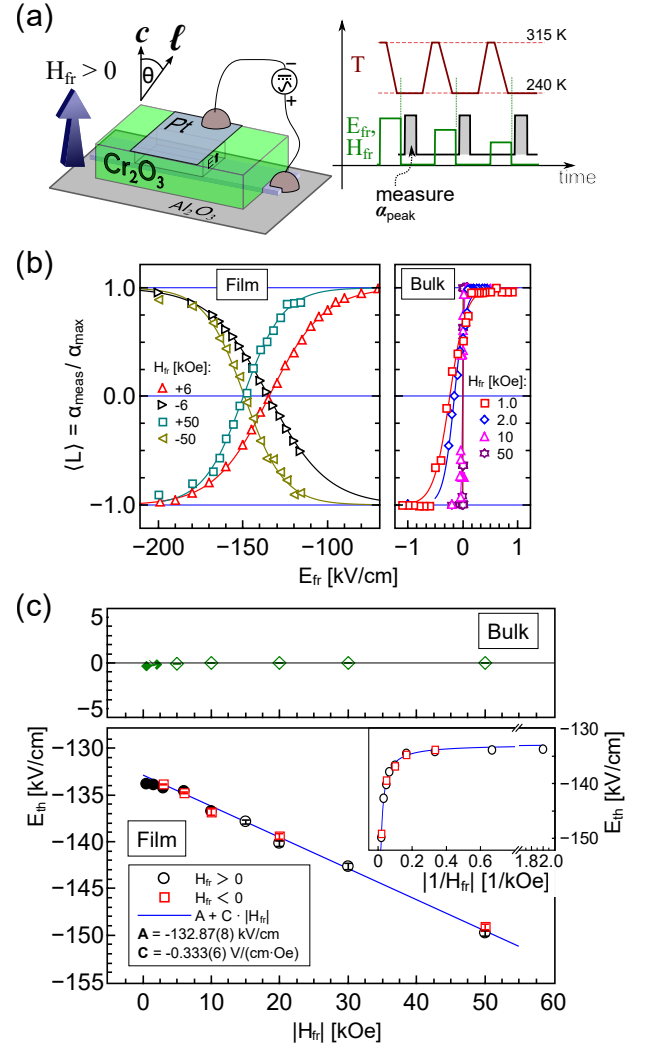 (a)
c
ℓ
θ
H_fr > 0
−
+
Pt
E
Cr₂O₃
Al₂O₃
T
315 K
240 K
E_fr,
H_fr
time
measure
α_peak
(b)
Film
Bulk
⟨L⟩ = α_meas / α_max
1.0
0.0
−1.0
H_fr [kOe]:
+6
-6
+50
-50
H_fr [kOe]:
1.0
2.0
10
50
−200 −150 −100
−1 0 1
E_fr [kV/cm]
(c)
Bulk
5
0
−5
E_th [kV/cm]
−130
−135
−140
−145
−150
−155
Film
H_fr > 0
H_fr < 0
A + C · |H_fr|
A = -132.87(8) kV/cm
C = -0.333(6) V/(cm·Oe)
−133
−140
−150
E_th [kV/cm]
0 0.4 0.6 1.82.0
|1/H_fr| [1/kOe]
0 10 20 30 40 50 60
|H_fr| [kOe]